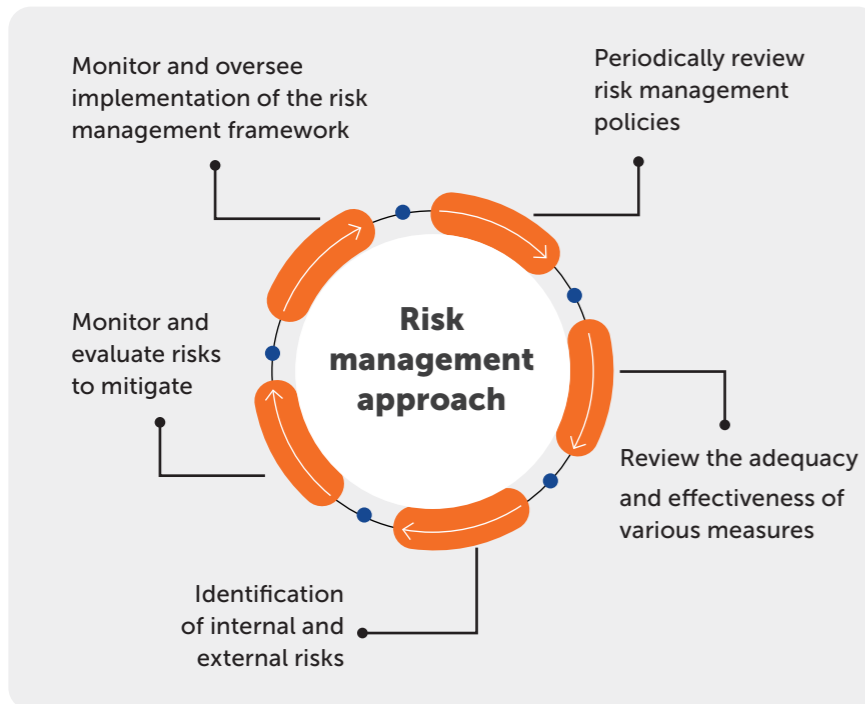 Monitor and oversee
implementation of the risk
management framework
Periodically review
risk management
policies
Risk
management
approach
Monitor and
evaluate risks
to mitigate
Review the adequacy
and effectiveness of
various measures
Identification
of internal and
external risks